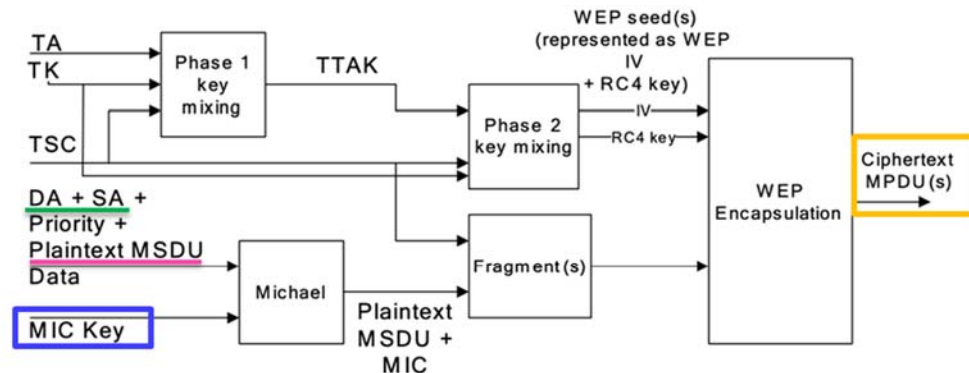 TA
TK
Phase 1
key
mixing
TTAK
WEP seed(s)
(represented as WEP
IV
+ RC4 key)
IV
RC4 key
Phase 2
key mixing
TSC
WEP
Encapsulation
Ciphertext
MPDU(s)
DA + SA +
Priority +
Plaintext MSDU
Data
Michael
Fragment(s)
MIC Key
Plaintext
MSDU +
MIC